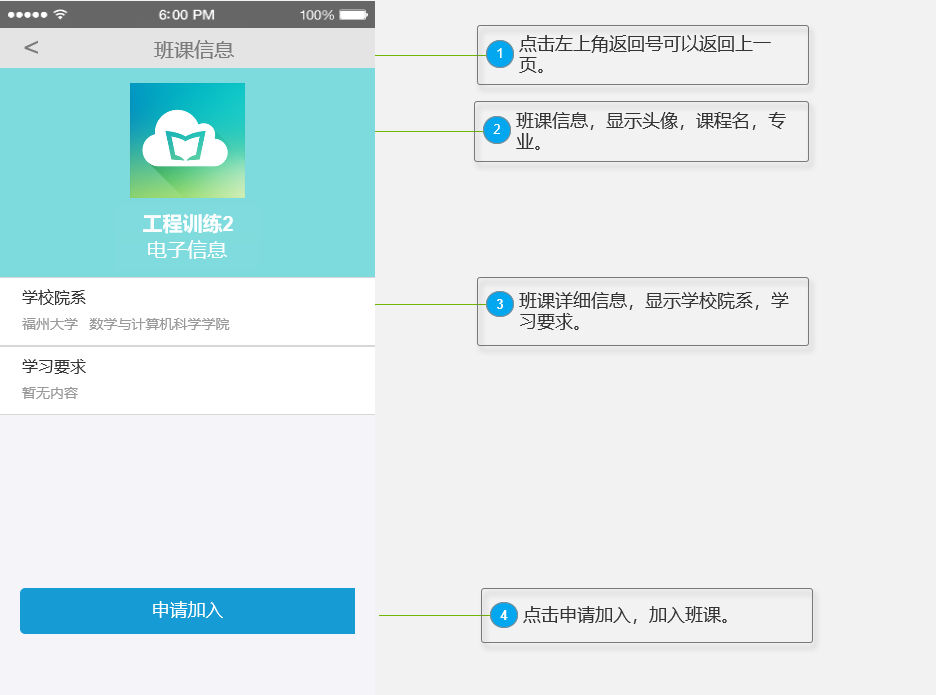 6:00 PM 100%
< 班课信息
工程训练2
电子信息
学校院系
福州大学 数学与计算机科学学院
学习要求
暂无内容
申请加入
1 点击左上角返回号可以返回上一
页。
2 班课信息，显示头像，课程名，专
业。
3 班课详细信息，显示学校院系，学
习要求。
4 点击申请加入，加入班课。